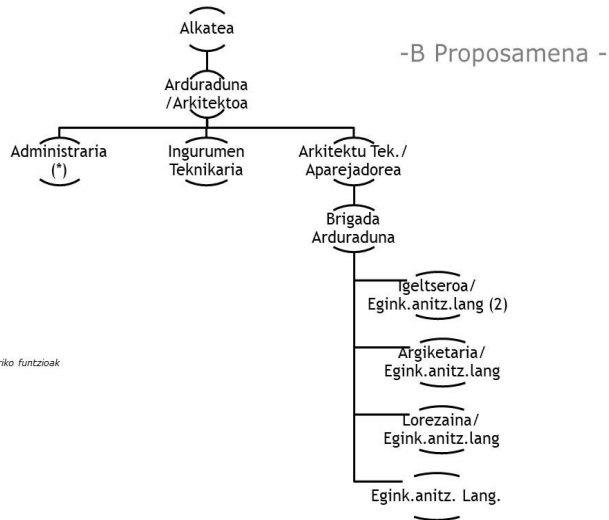 Alkatea
-B Proposamena -
Arduraduna
/Arkitektoa
Administraria
(*)
Ingurumen
Teknikaria
Arkitektu Tek./
Aparejadorea
Brigada
Arduraduna
Igeltseroa/
Egink.anitz.lang (2)
Argiketaria/
Egink.anitz.lang
Lorezaina/
Egink.anitz.lang
Egink.anitz. Lang.
funtzioak